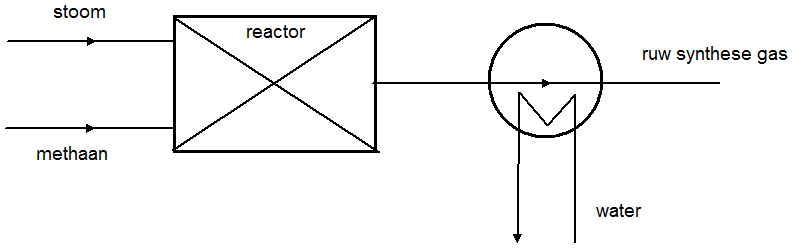 stoom
reactor
ruw synthese gas
methaan
water